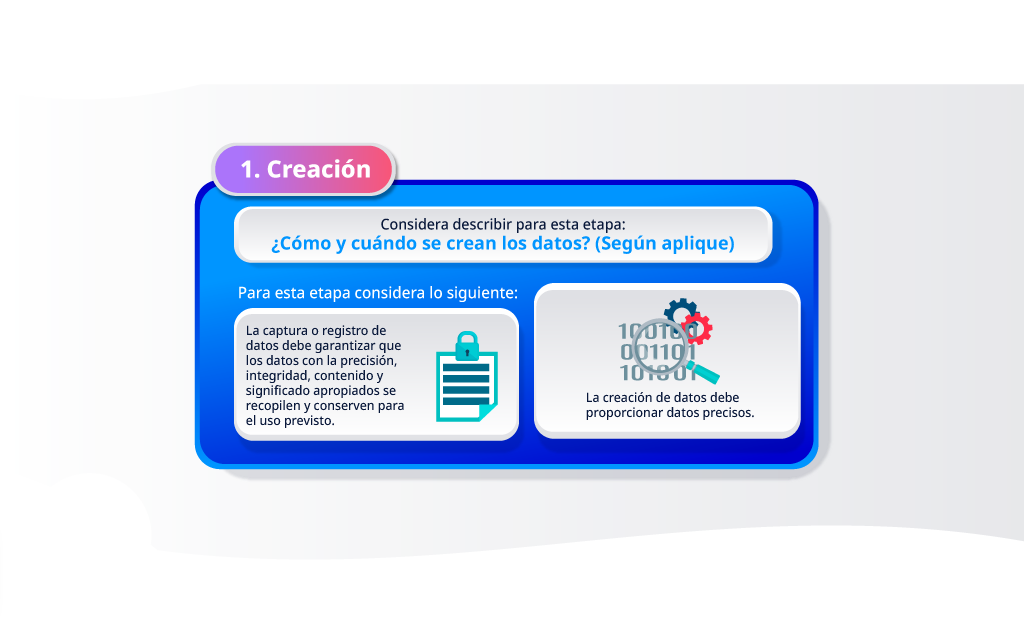 1. Creación
Considera describir para esta etapa:
¿Cómo y cuándo se crean los datos? (Según aplique)
Para esta etapa considera lo siguiente:
La captura o registro de
datos debe garantizar que
los datos con la precisión,
integridad, contenido y
significado apropiados se
recopilen y conserven para
el uso previsto.
100100
001101
101001
La creación de datos debe
proporcionar datos precisos.